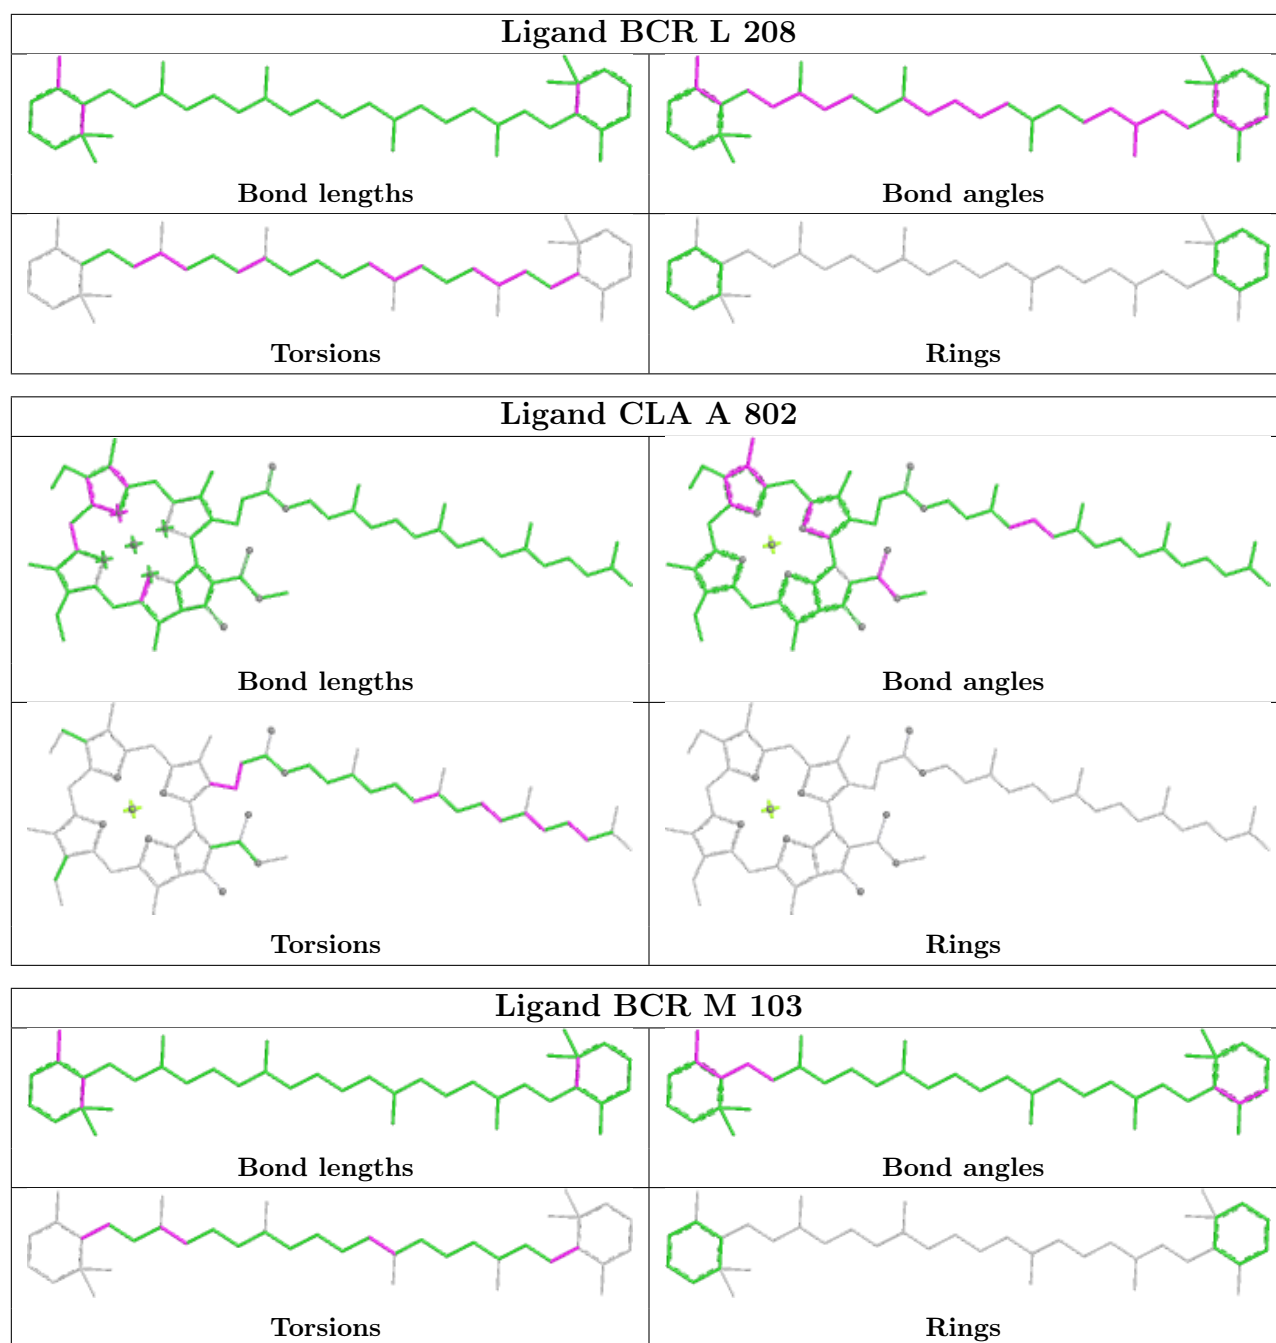 Ligand BCR L 208
Bond lengths
Bond angles
Torsions
Rings
Ligand CLA A 802
Bond lengths
Bond angles
Torsions
Rings
Ligand BCR M 103
Bond lengths
Bond angles
Torsions
Rings